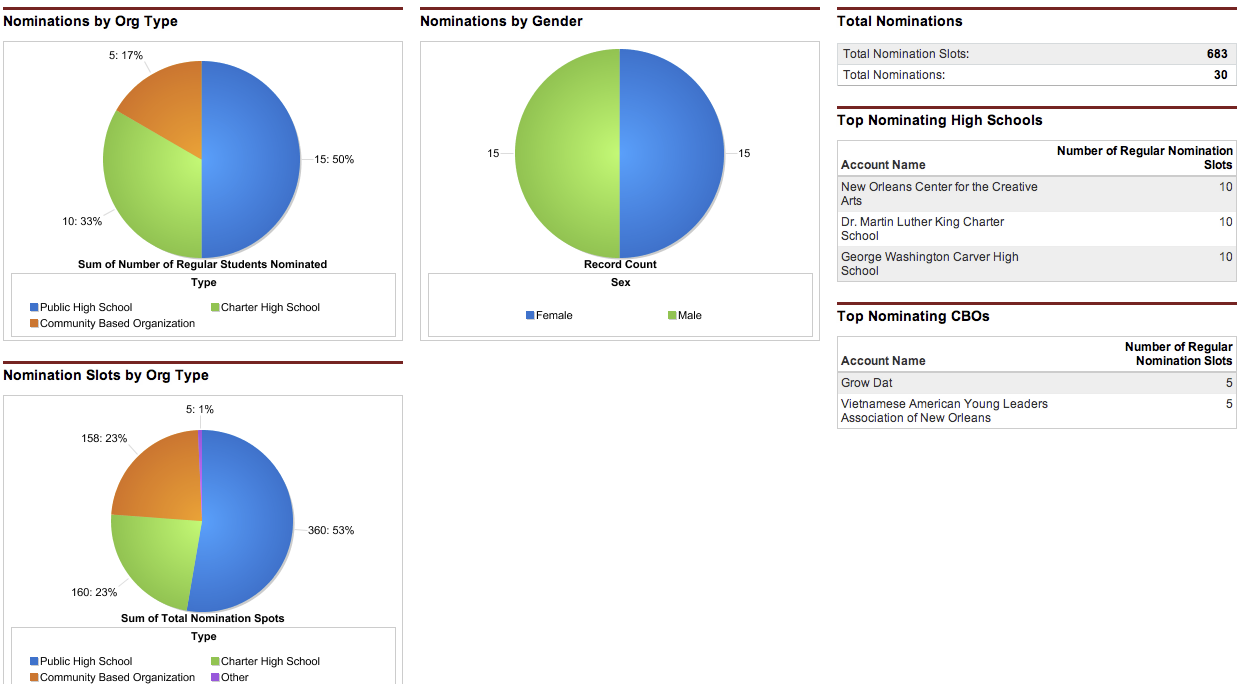 Nominations by Org Type
5: 17%
15: 50%
10: 33%
Sum of Number of Regular Students Nominated
Type
Public High School
Charter High School
Community Based Organization
Nomination Slots by Org Type
5: 1%
158: 23%
360: 53%
160: 23%
Sum of Total Nomination Spots
Type
Public High School
Charter High School
Community Based Organization
Other
Nominations by Gender
15
15
Record Count
Sex
Female
Male
Total Nominations
Total Nomination Slots: 683
Total Nominations: 30
Top Nominating High Schools
Account Name
Number of Regular Nomination
Slots
New Orleans Center for the Creative
Arts
10
Dr. Martin Luther King Charter
School
10
George Washington Carver High
School
10
Top Nominating CBOs
Account Name
Number of Regular
Nomination Slots
Grow Dat 5
Vietnamese American Young Leaders
Association of New Orleans
5